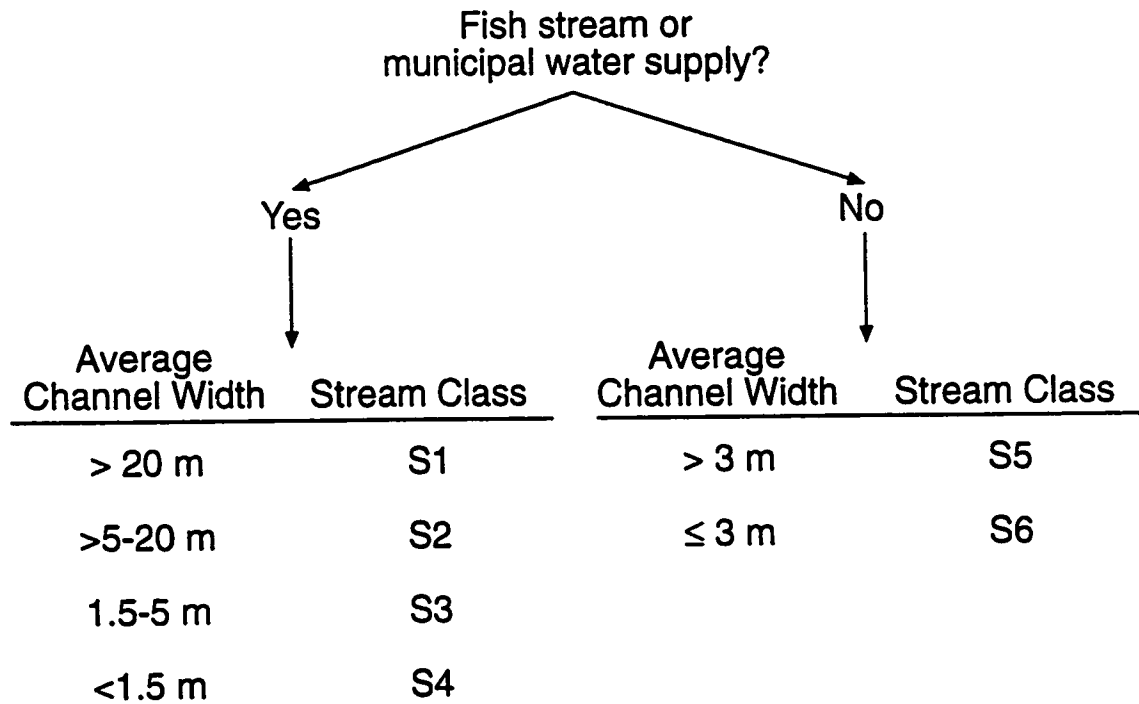 Fish stream or
municipal water supply?
Yes
No
Average
Channel Width Stream Class
> 20 m S1
>5-20 m S2
1.5-5 m S3
<1.5 m S4
Average
Channel Width Stream Class
> 3 m S5
≤ 3 m S6